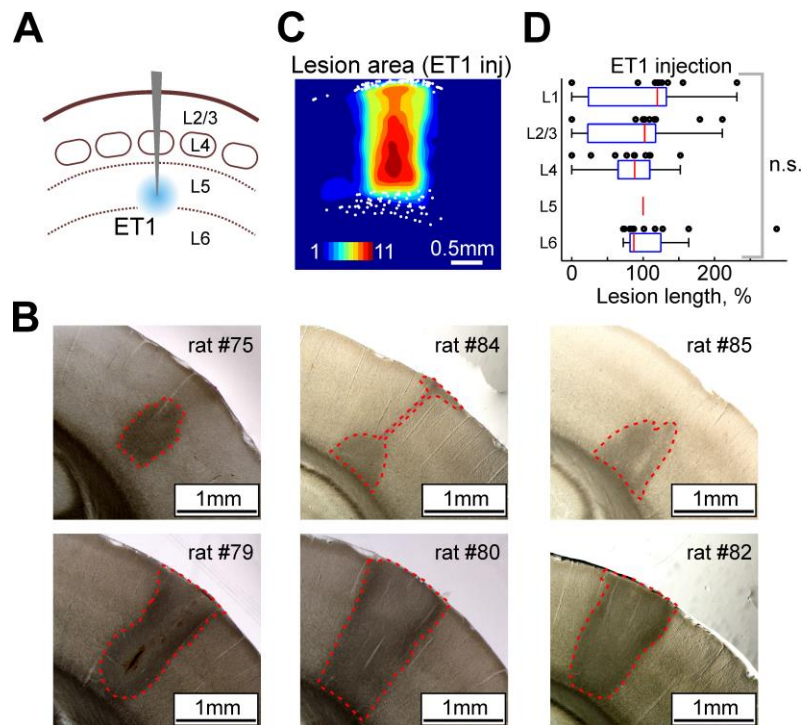 A
L2/3
L4
L5
ET1
L6
C
Lesion area (ET1 inj)
1
11
0.5mm
D
ET1 injection
L1
L2/3
L4
L5
L6
n.s.
0
100
200
Lesion length, %
B
rat #75
1mm
rat #84
1mm
rat #85
1mm
rat #79
1mm
rat #80
1mm
rat #82
1mm